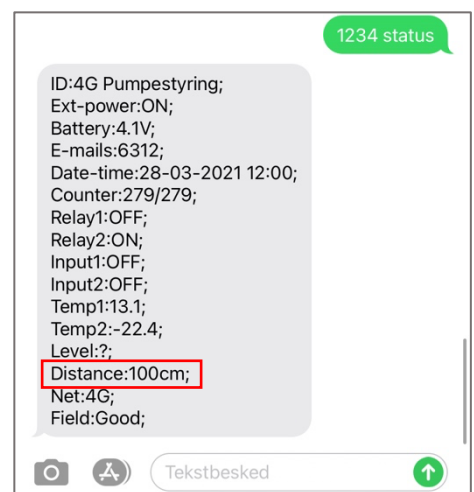 1234 status
ID:4G Pumpestyring;
Ext-power:ON;
Battery:4.1V;
E-mails:6312;
Date-time:28-03-2021 12:00;
Counter:279/279;
Relay1:OFF;
Relay2:ON;
Input1:OFF;
Input2:OFF;
Temp1:13.1;
Temp2:-22.4;
Level:?;
Distance:100cm;
Net:4G;
Field:Good;
Tekstbesked